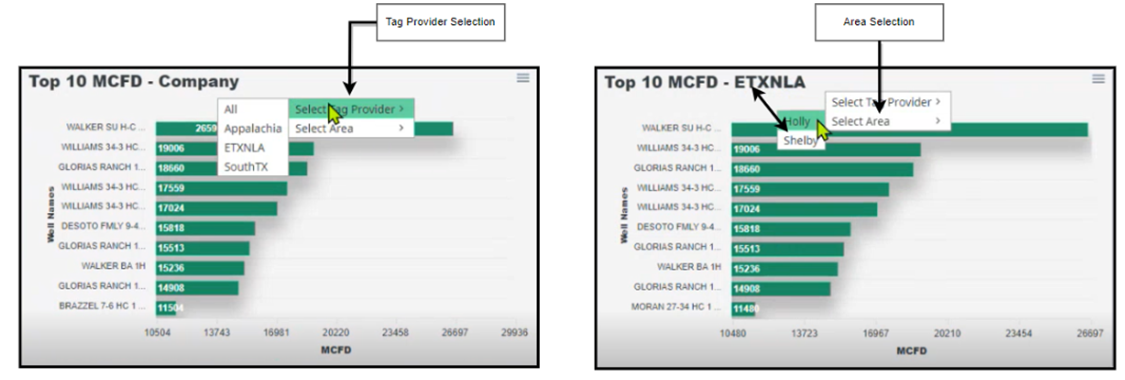 Tag Provider Selection
Area Selection
Top 10 MCFD - Company
All
Appalachia
ETXNLA
SouthTX
Select Tag Provider >
Select Area >
Well Names
WALKER SU H-C ...
WILLIAMS 34-3 HC...
19006
GLORIAS RANCH 1...
18660
WILLIAMS 34-3 HC...
17559
WILLIAMS 34-3 HC...
17024
DESOTO FMLY 9-4...
15818
GLORIAS RANCH 1...
15513
WALKER BA 1H
15236
GLORIAS RANCH 1...
14908
BRAZZEL 7-6 HC 1 ...
11504
10504 13743 16981 20220 23458 26697 29936
MCFD
Top 10 MCFD - ETXNLA
Select Tag Provider >
Select Area >
Holly
Shelby
Well Names
WALKER SU H-C ...
WILLIAMS 34-3 HC...
19006
GLORIAS RANCH 1...
18660
WILLIAMS 34-3 HC...
17559
WILLIAMS 34-3 HC...
17024
DESOTO FMLY 9-4...
15818
GLORIAS RANCH 1...
15513
WALKER BA 1H
15236
GLORIAS RANCH 1...
14908
MORAN 27-34 HC 1 ...
11480
10480 13723 16967 20210 23454 26697
MCFD